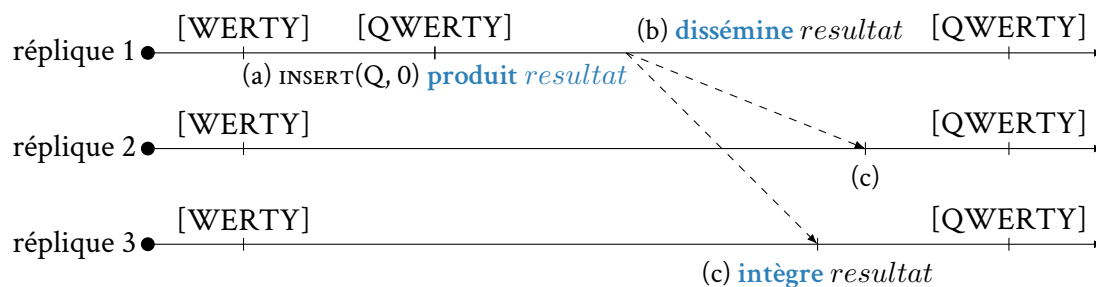 [WERTY] [QWERTY] (b) dissémine resultat [QWERTY]
réplique 1
(a) INSERT(Q, 0) produit resultat
[WERTY] [QWERTY]
réplique 2
(c)
[WERTY] [QWERTY]
réplique 3
(c) intègre resultat